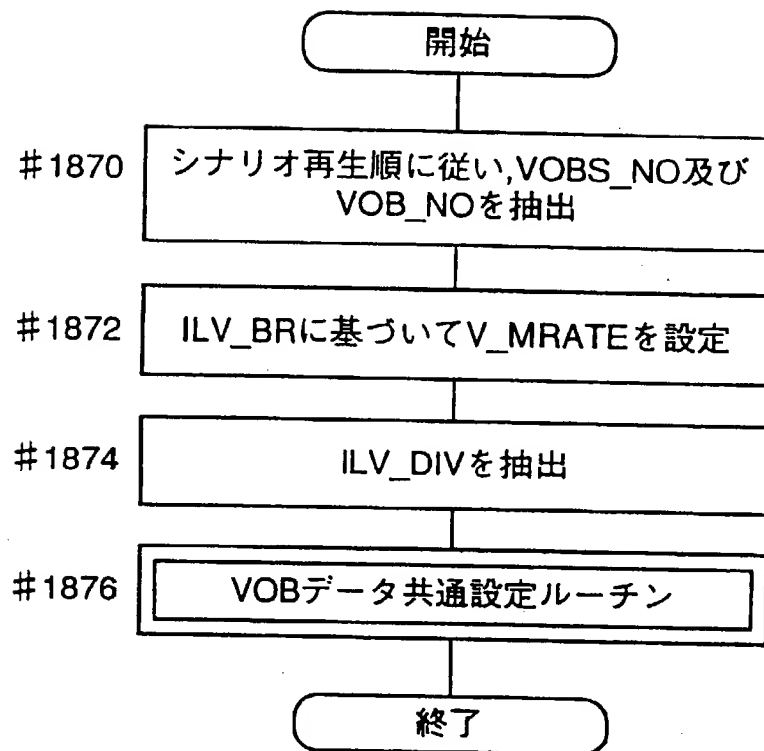 開始
#1870
シナリオ再生順に従い,VOBS_NO及び
VOB_NOを抽出
#1872
ILV_BRに基づいてV_MRATEを設定
#1874
ILV_DIVを抽出
#1876
VOBデータ共通設定ルーチン
終了